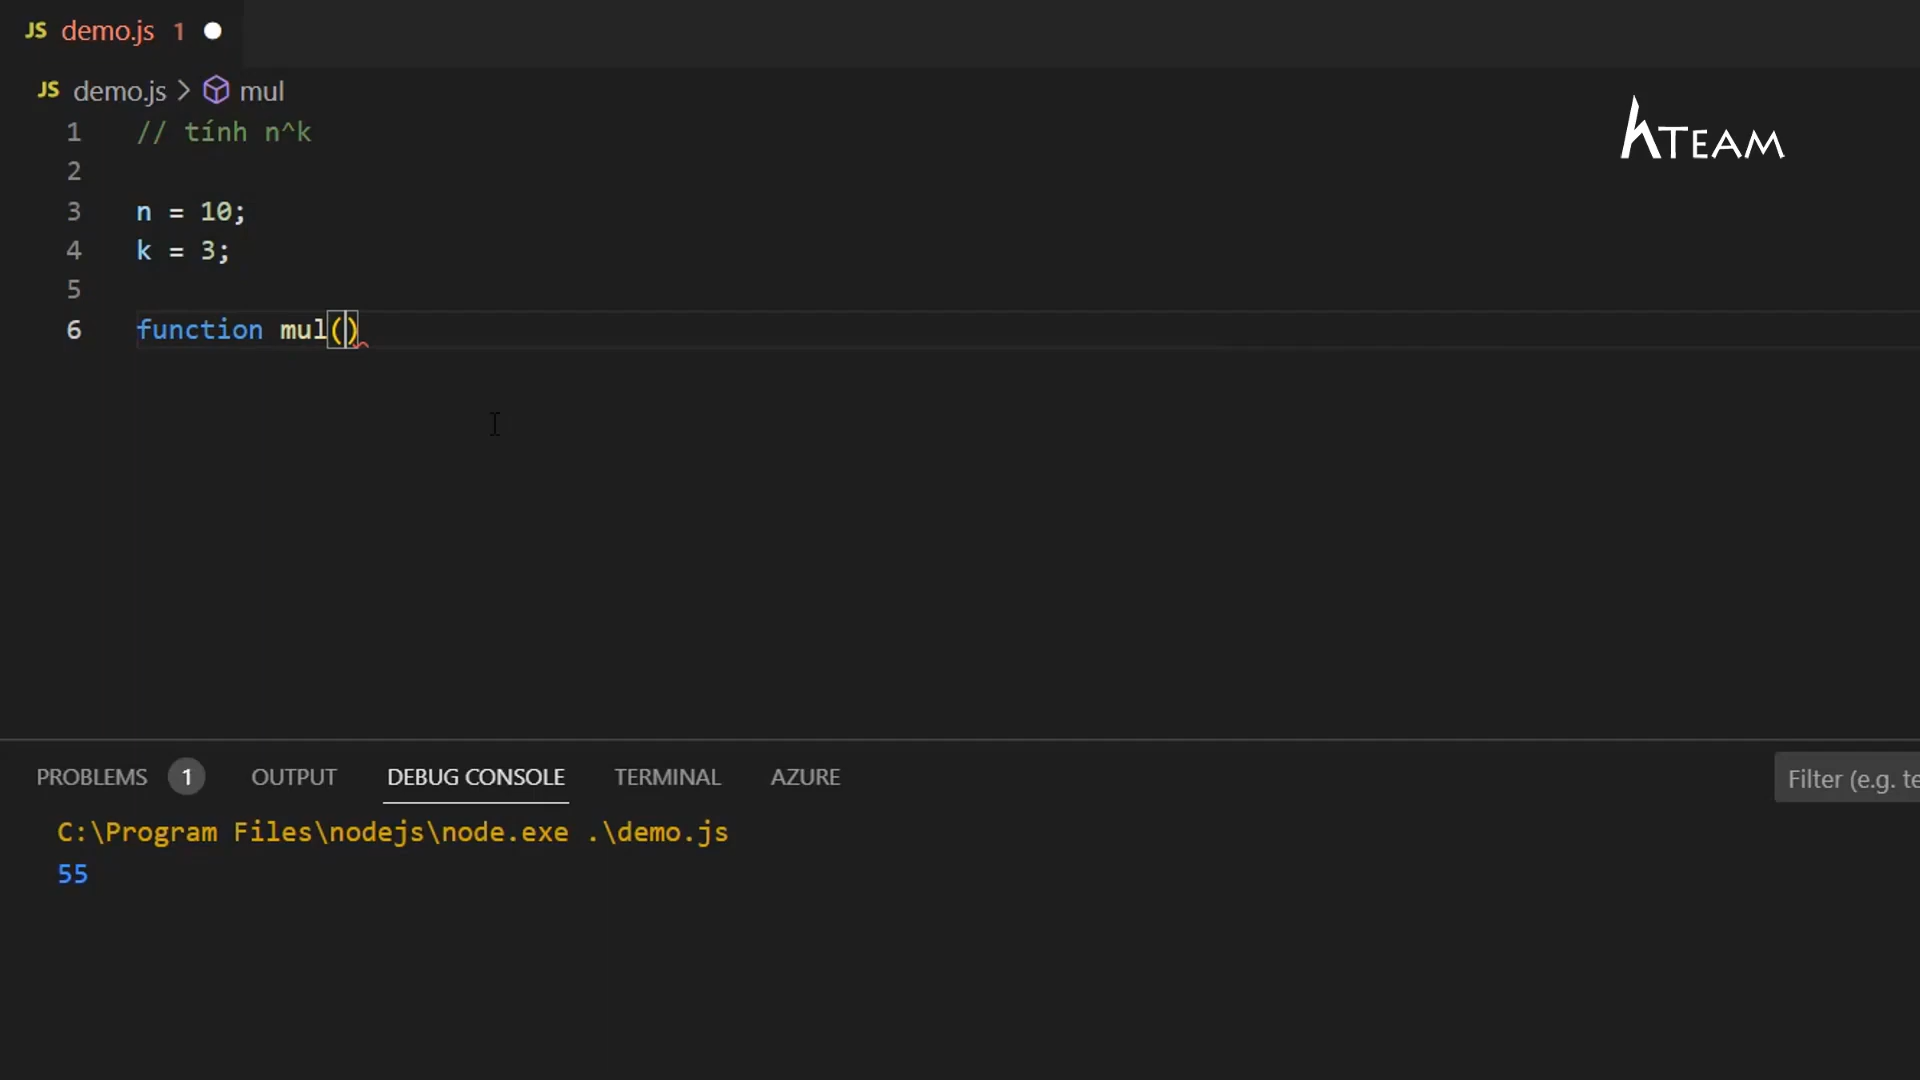 JS demo.js 1
JS demo.js > mul
1 // tính n^k
2
3 n = 10;
4 k = 3;
5
6 function mul()
hTEAM
PROBLEMS 1 OUTPUT DEBUG CONSOLE TERMINAL AZURE
Filter (e.g. te
C:\Program Files\nodejs\node.exe .\demo.js
55